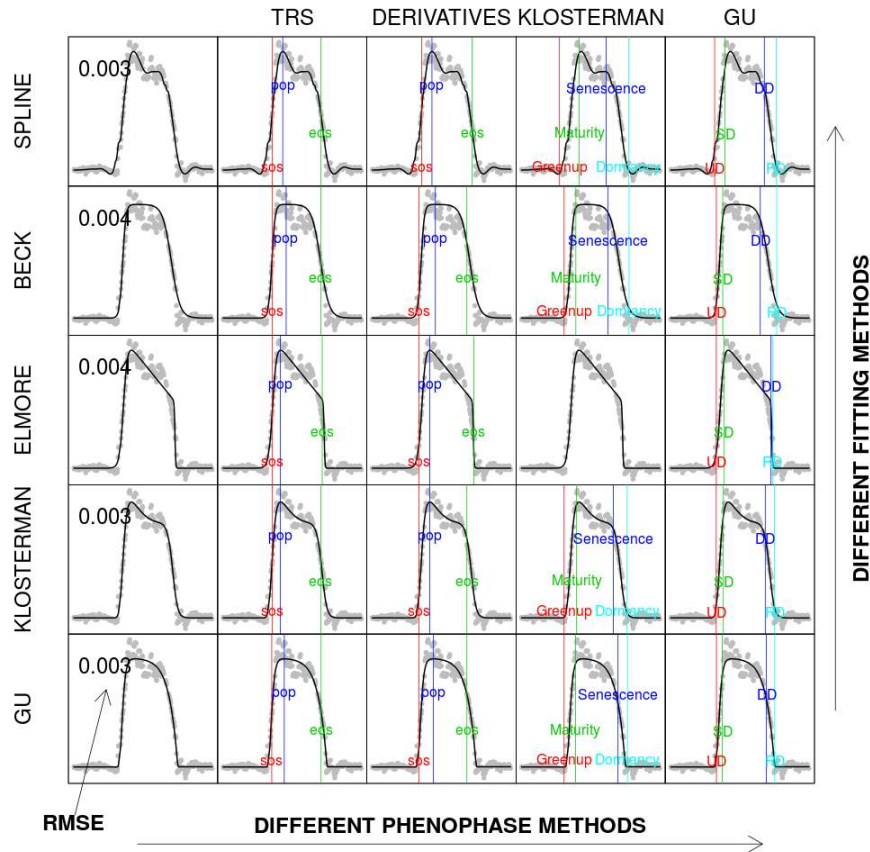 TRS DERIVATIVES KLOSTERMAN GU
SPLINE
0.003
pop
eos
sos
pop
eos
sos
Senescence
Maturity
Greenup Dormancy
DD
SD
UD RD
BECK
0.004
pop
eos
sos
pop
eos
sos
Senescence
Maturity
Greenup Dormancy
DD
SD
UD RD
ELMORE
0.004
pop
eos
sos
pop
eos
sos
DD
SD
UD RD
KLOSTERMAN
0.003
pop
eos
sos
pop
eos
sos
Senescence
Maturity
Greenup Dormancy
DD
SD
UD RD
GU
0.003
pop
eos
sos
pop
eos
sos
Senescence
Maturity
Greenup Dormancy
DD
SD
UD RD
DIFFERENT FITTING METHODS
RMSE
DIFFERENT PHENOPHASE METHODS